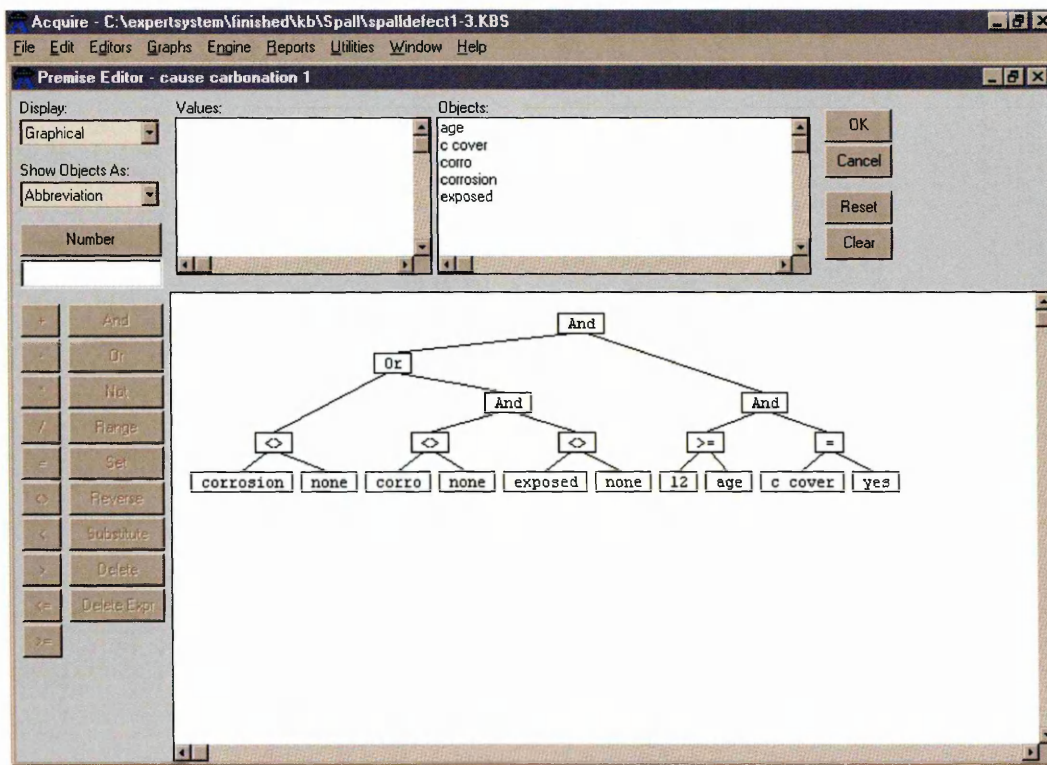 Acquire - C:\expertsystem\finished\kb\Spall\spalldefect1-3.KBS
File Edit Editors Graphs Engine Reports Utilities Window Help
Premise Editor - cause carbonation 1
Display:
Graphical
Show Objects As:
Abbreviation
Number
Values:
Objects:
age
c cover
corro
corrosion
exposed
OK
Cancel
Reset
Clear
+ And
- Or
* Not
/ Range
= Set
<> Reverse
< Substitute
> Delete
<= Delete Expr
>=
And
Or
And And
<> <> <> >= =
corrosion none corro none exposed none 12 age c cover yes